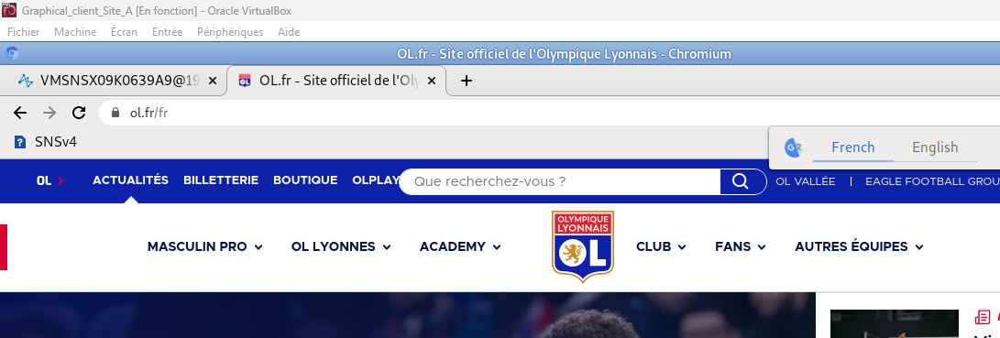 Graphical_client_Site_A [En fonction] - Oracle VirtualBox
Fichier Machine Écran Entrée Périphériques Aide
OL.fr - Site officiel de l'Olympique Lyonnais - Chromium
VMSNSX09K0639A9@19 OL.fr - Site officiel de l'Oly
ol.fr/fr
SNSv4
French English
OL ACTUALITÉS BILLETTERIE BOUTIQUE OLPLAY Que recherchez-vous ? OL VALLÉE | EAGLE FOOTBALL GROU
MASCULIN PRO OL LYONNES ACADEMY OLYMPIQUE LYONNAIS OL CLUB FANS AUTRES ÉQUIPES